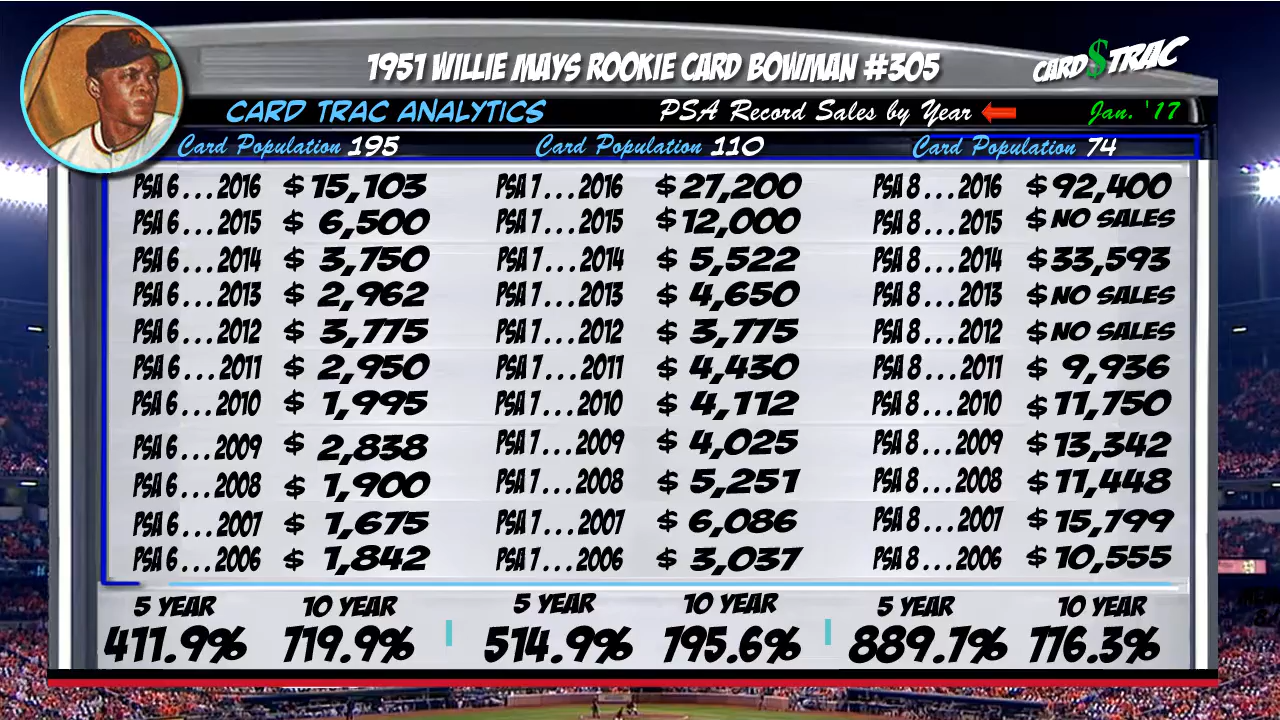 1951 WILLIE MAYS ROOKIE CARD BOWMAN #305
CARD $ TRAC
CARD TRAC ANALYTICS PSA Record Sales by Year Jan. '17
Card Population 195 Card Population 110 Card Population 74
PSA 6...2016 $ 15,103 PSA 7...2016 $ 27,200 PSA 8...2016 $ 92,400
PSA 6...2015 $ 6,500 PSA 7...2015 $ 12,000 PSA 8...2015 $ NO SALES
PSA 6...2014 $ 3,750 PSA 7...2014 $ 5,522 PSA 8...2014 $ 33,593
PSA 6...2013 $ 2,962 PSA 7...2013 $ 4,650 PSA 8...2013 $ NO SALES
PSA 6...2012 $ 3,775 PSA 7...2012 $ 3,775 PSA 8...2012 $ NO SALES
PSA 6...2011 $ 2,950 PSA 7...2011 $ 4,430 PSA 8...2011 $ 9,936
PSA 6...2010 $ 1,995 PSA 7...2010 $ 4,112 PSA 8...2010 $ 11,750
PSA 6...2009 $ 2,838 PSA 7...2009 $ 4,025 PSA 8...2009 $ 13,342
PSA 6...2008 $ 1,900 PSA 7...2008 $ 5,251 PSA 8...2008 $ 11,448
PSA 6...2007 $ 1,675 PSA 7...2007 $ 6,086 PSA 8...2007 $ 15,799
PSA 6...2006 $ 1,842 PSA 7...2006 $ 3,037 PSA 8...2006 $ 10,555
5 YEAR 10 YEAR 5 YEAR 10 YEAR 5 YEAR 10 YEAR
411.9% 719.9% 514.9% 795.6% 889.7% 776.3%